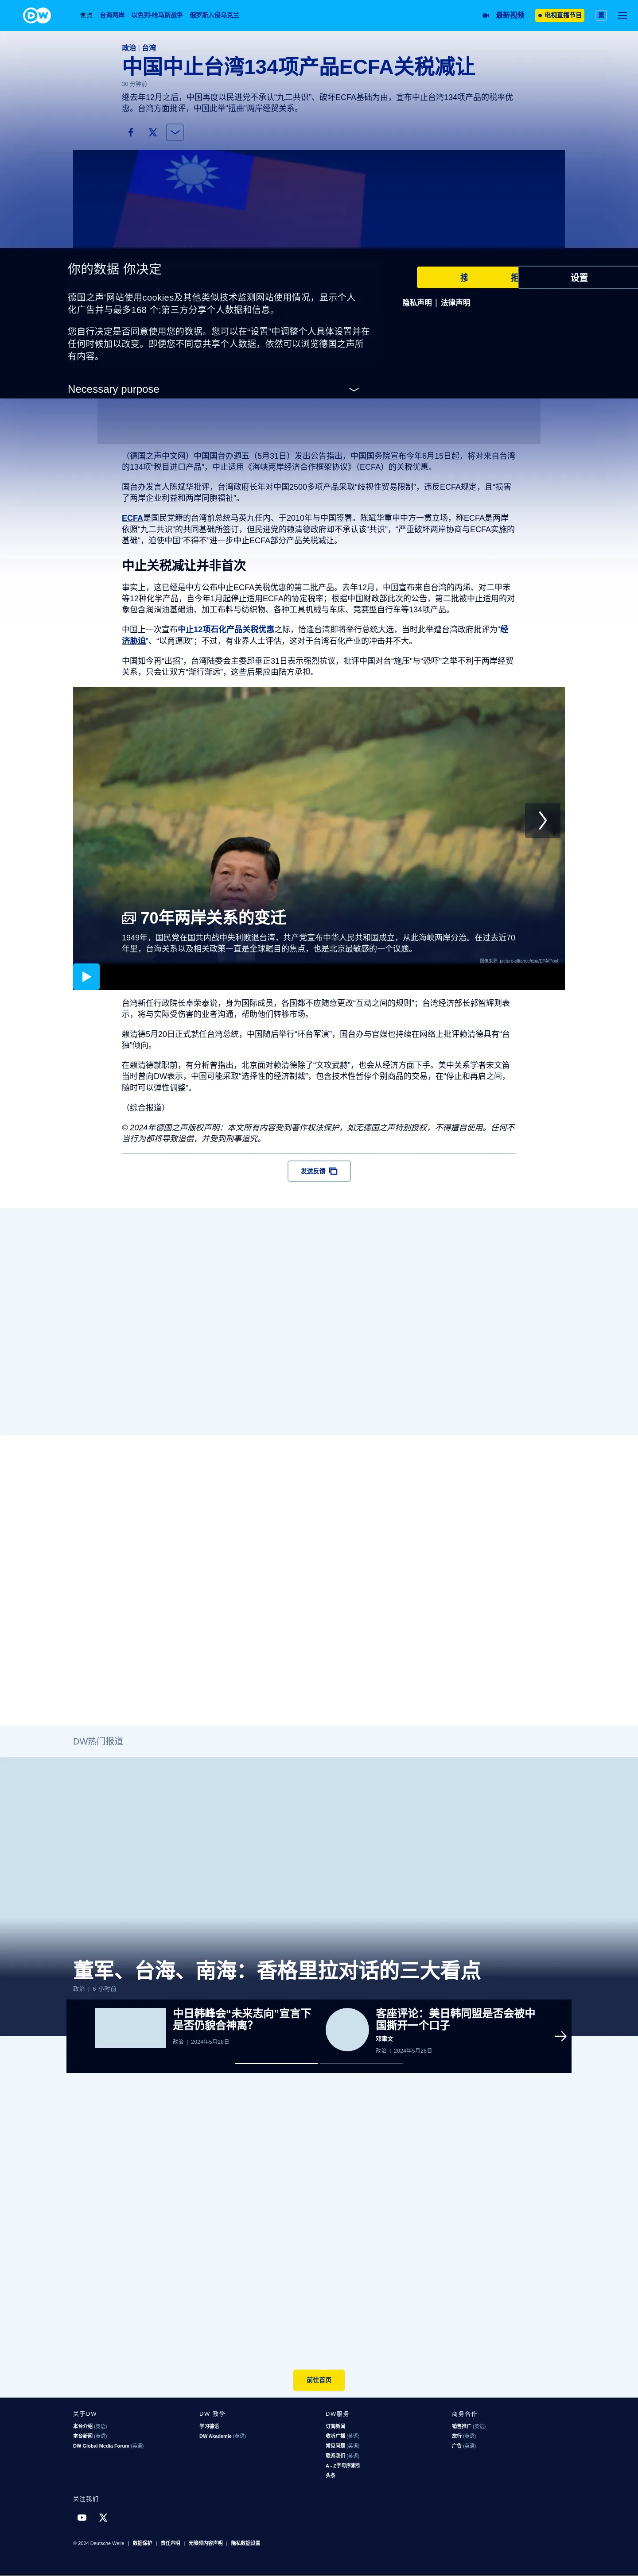 DW
焦点 台海两岸 以色列-哈马斯战争 俄罗斯入侵乌克兰
最新视频 电视直播节目 繁
政治 | 台湾
中国中止台湾134项产品ECFA关税减让
30 分钟前
继去年12月之后，中国再度以民进党不承认“九二共识”、破坏ECFA基础为由，宣布中止台湾134项产品的税率优
惠。台湾方面批评，中国此举“扭曲”两岸经贸关系。
你的数据 你决定
德国之声`网站使用cookies及其他类似技术监测网站使用情况，显示个人
化广告并与最多168 个;第三方分享个人数据和信息。
您自行决定是否同意使用您的数据。您可以在“设置”中调整个人具体设置并在
任何时候加以改变。即便您不同意共享个人数据，依然可以浏览德国之声所
有内容。
设置
隐私声明 | 法律声明
Necessary purpose
（德国之声中文网）中国国台办週五（5月31日）发出公告指出，中国国务院宣布今年6月15日起，将对来自台湾
的134项“税目进口产品”，中止适用《海峡两岸经济合作框架协议》（ECFA）的关税优惠。
国台办发言人陈斌华批评，台湾政府长年对中国2500多项产品采取“歧视性贸易限制”，违反ECFA规定，且“损害
了两岸企业利益和两岸同胞福祉”。
ECFA是国民党籍的台湾前总统马英九任内、于2010年与中国签署。陈斌华重申中方一贯立场，称ECFA是两岸
依照“九二共识”的共同基础所签订，但民进党的赖清德政府却不承认该“共识”，“严重破坏两岸协商与ECFA实施的
基础”，迫使中国“不得不”进一步中止ECFA部分产品关税减让。
中止关税减让并非首次
事实上，这已经是中方公布中止ECFA关税优惠的第二批产品。去年12月，中国宣布来自台湾的丙烯、对二甲苯
等12种化学产品，自今年1月起停止适用ECFA的协定税率；根据中国财政部此次的公告，第二批被中止适用的对
象包含润滑油基础油、加工布料与纺织物、各种工具机械与车床、竞赛型自行车等134项产品。
中国上一次宣布中止12项石化产品关税优惠之际，恰逢台湾即将举行总统大选，当时此举遭台湾政府批评为“经
济胁迫”、“以商逼政”；不过，有业界人士评估，这对于台湾石化产业的冲击并不大。
中国如今再“出招”，台湾陆委会主委邱垂正31日表示强烈抗议，批评中国对台“施压”与“恐吓”之举不利于两岸经贸
关系，只会让双方“渐行渐远”，这些后果应由陆方承担。
70年两岸关系的变迁
1949年，国民党在国共内战中失利败退台湾，共产党宣布中华人民共和国成立，从此海峡两岸分治。在过去近70
年里，台海关系以及相关政策一直是全球瞩目的焦点，也是北京最敏感的一个议题。
图像来源: picture-alliance/dpa/EPA/Pool
台湾新任行政院长卓荣泰说，身为国际成员，各国都不应随意更改“互动之间的规则”；台湾经济部长郭智辉则表
示，将与实际受伤害的业者沟通，帮助他们转移市场。
赖清德5月20日正式就任台湾总统，中国随后举行“环台军演”，国台办与官媒也持续在网络上批评赖清德具有“台
独”倾向。
在赖清德就职前，有分析曾指出，北京面对赖清德除了“文攻武赫”，也会从经济方面下手。美中关系学者宋文笛
当时曾向DW表示，中国可能采取“选择性的经济制裁”，包含技术性暂停个别商品的交易，在“停止和再启之间，
随时可以弹性调整”。
（综合报道）
© 2024年德国之声版权声明：本文所有内容受到著作权法保护，如无德国之声特别授权，不得擅自使用。任何不
当行为都将导致追偿，并受到刑事追究。
发送反馈
DW热门报道
董军、台海、南海：香格里拉对话的三大看点
政治 | 6 小时前
中日韩峰会“未来志向”宣言下
是否仍貌合神离？
政治 | 2024年5月28日
客座评论：美日韩同盟是否会被中
国撕开一个口子
邓聿文
政治 | 2024年5月28日
前往首页
关于DW
本台介绍 (英语)
本台新闻 (英语)
DW Global Media Forum (英语)
DW 教學
学习德语
DW Akademie (英语)
DW服务
订阅新闻
收听广播 (英语)
常见问题 (英语)
联系我们 (英语)
A - Z字母序索引
头条
商务合作
销售推广 (英语)
旅行 (英语)
广告 (英语)
关注我们
© 2024 Deutsche Welle | 数据保护 | 责任声明 | 无障碍内容声明 | 隐私数据设置